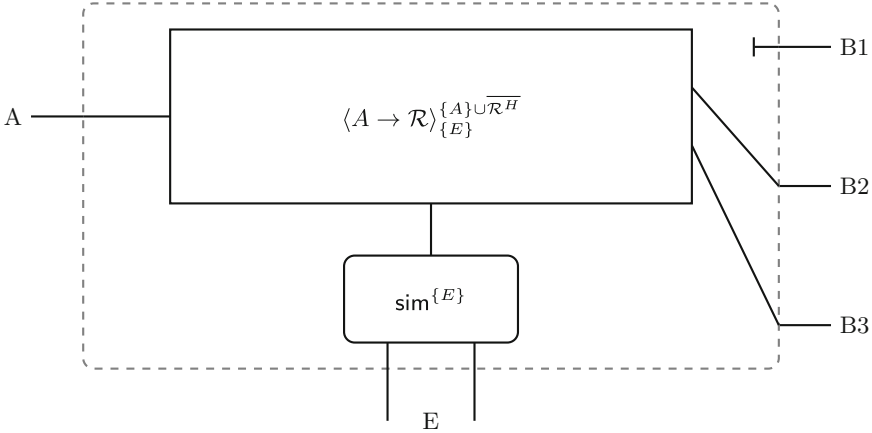 B1
A
⟨A → ℛ⟩_{{E}}^{{A}∪\overline{ℛ^H}}
B2
sim^{{E}}
B3
E